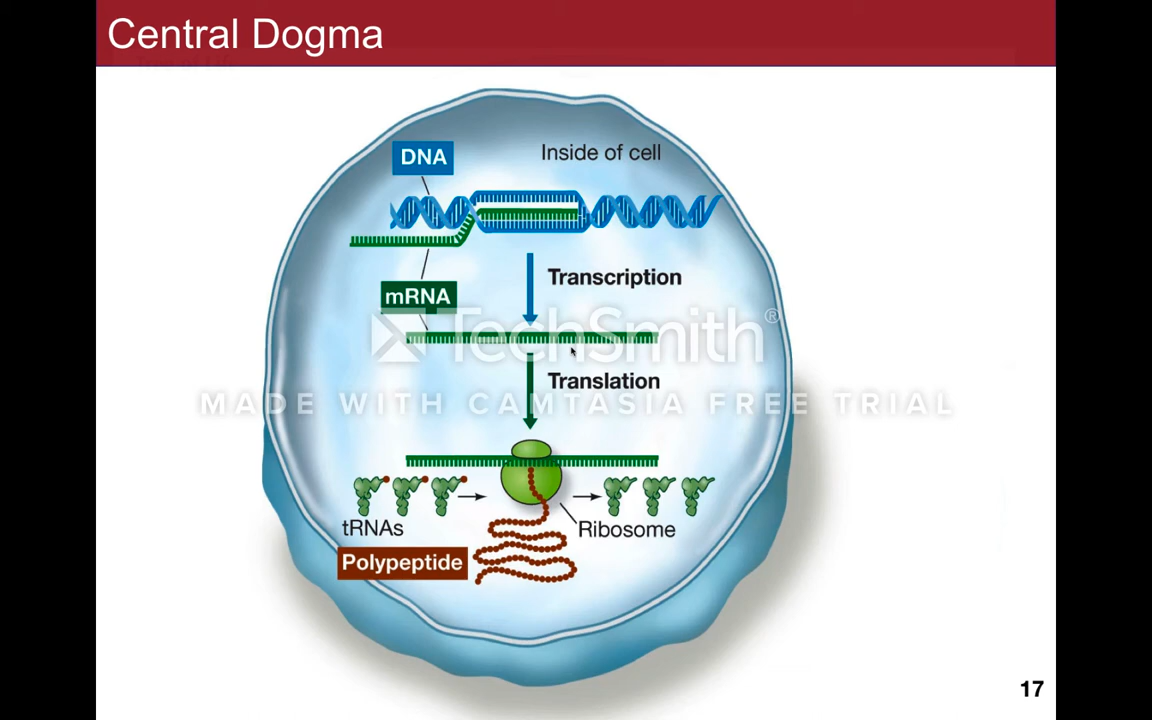 Central Dogma
DNA
Inside of cell
Transcription
mRNA
TechSmith®
Translation
MADE WITH CAMTASIA FREE TRIAL
tRNAs
Ribosome
Polypeptide
17